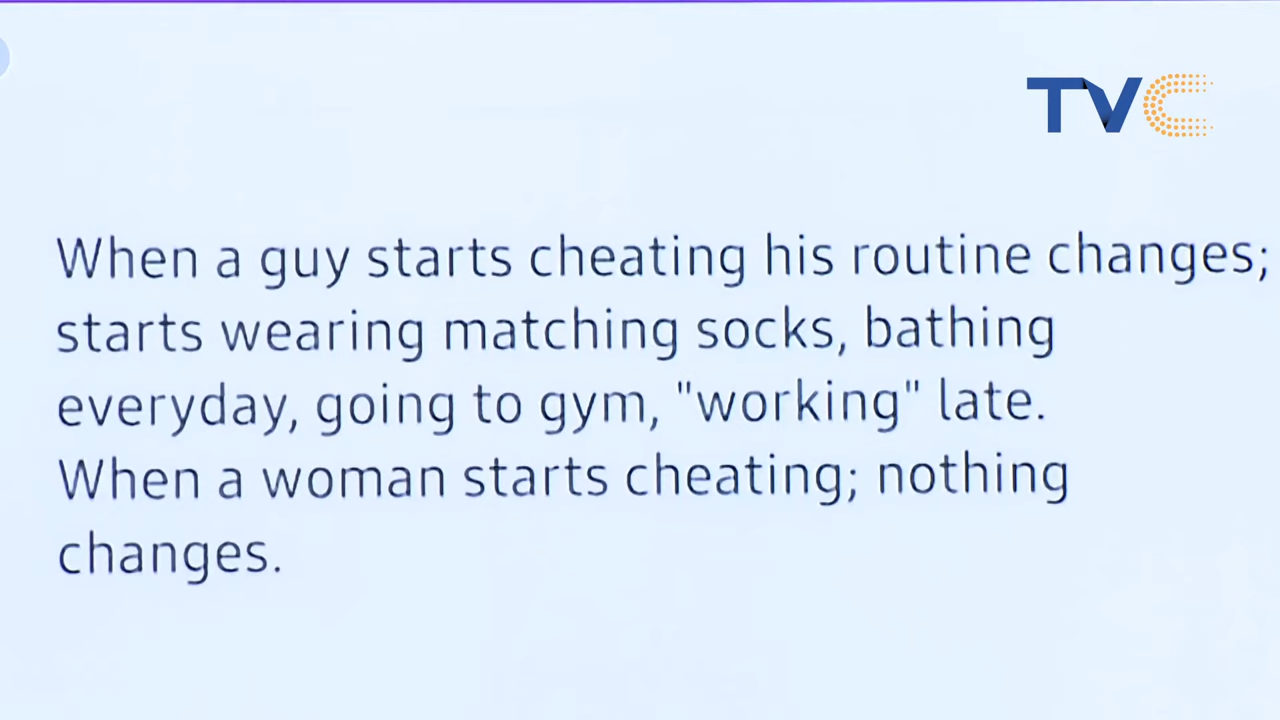 TVC
When a guy starts cheating his routine changes;
starts wearing matching socks, bathing
everyday, going to gym, "working" late.
When a woman starts cheating; nothing
changes.